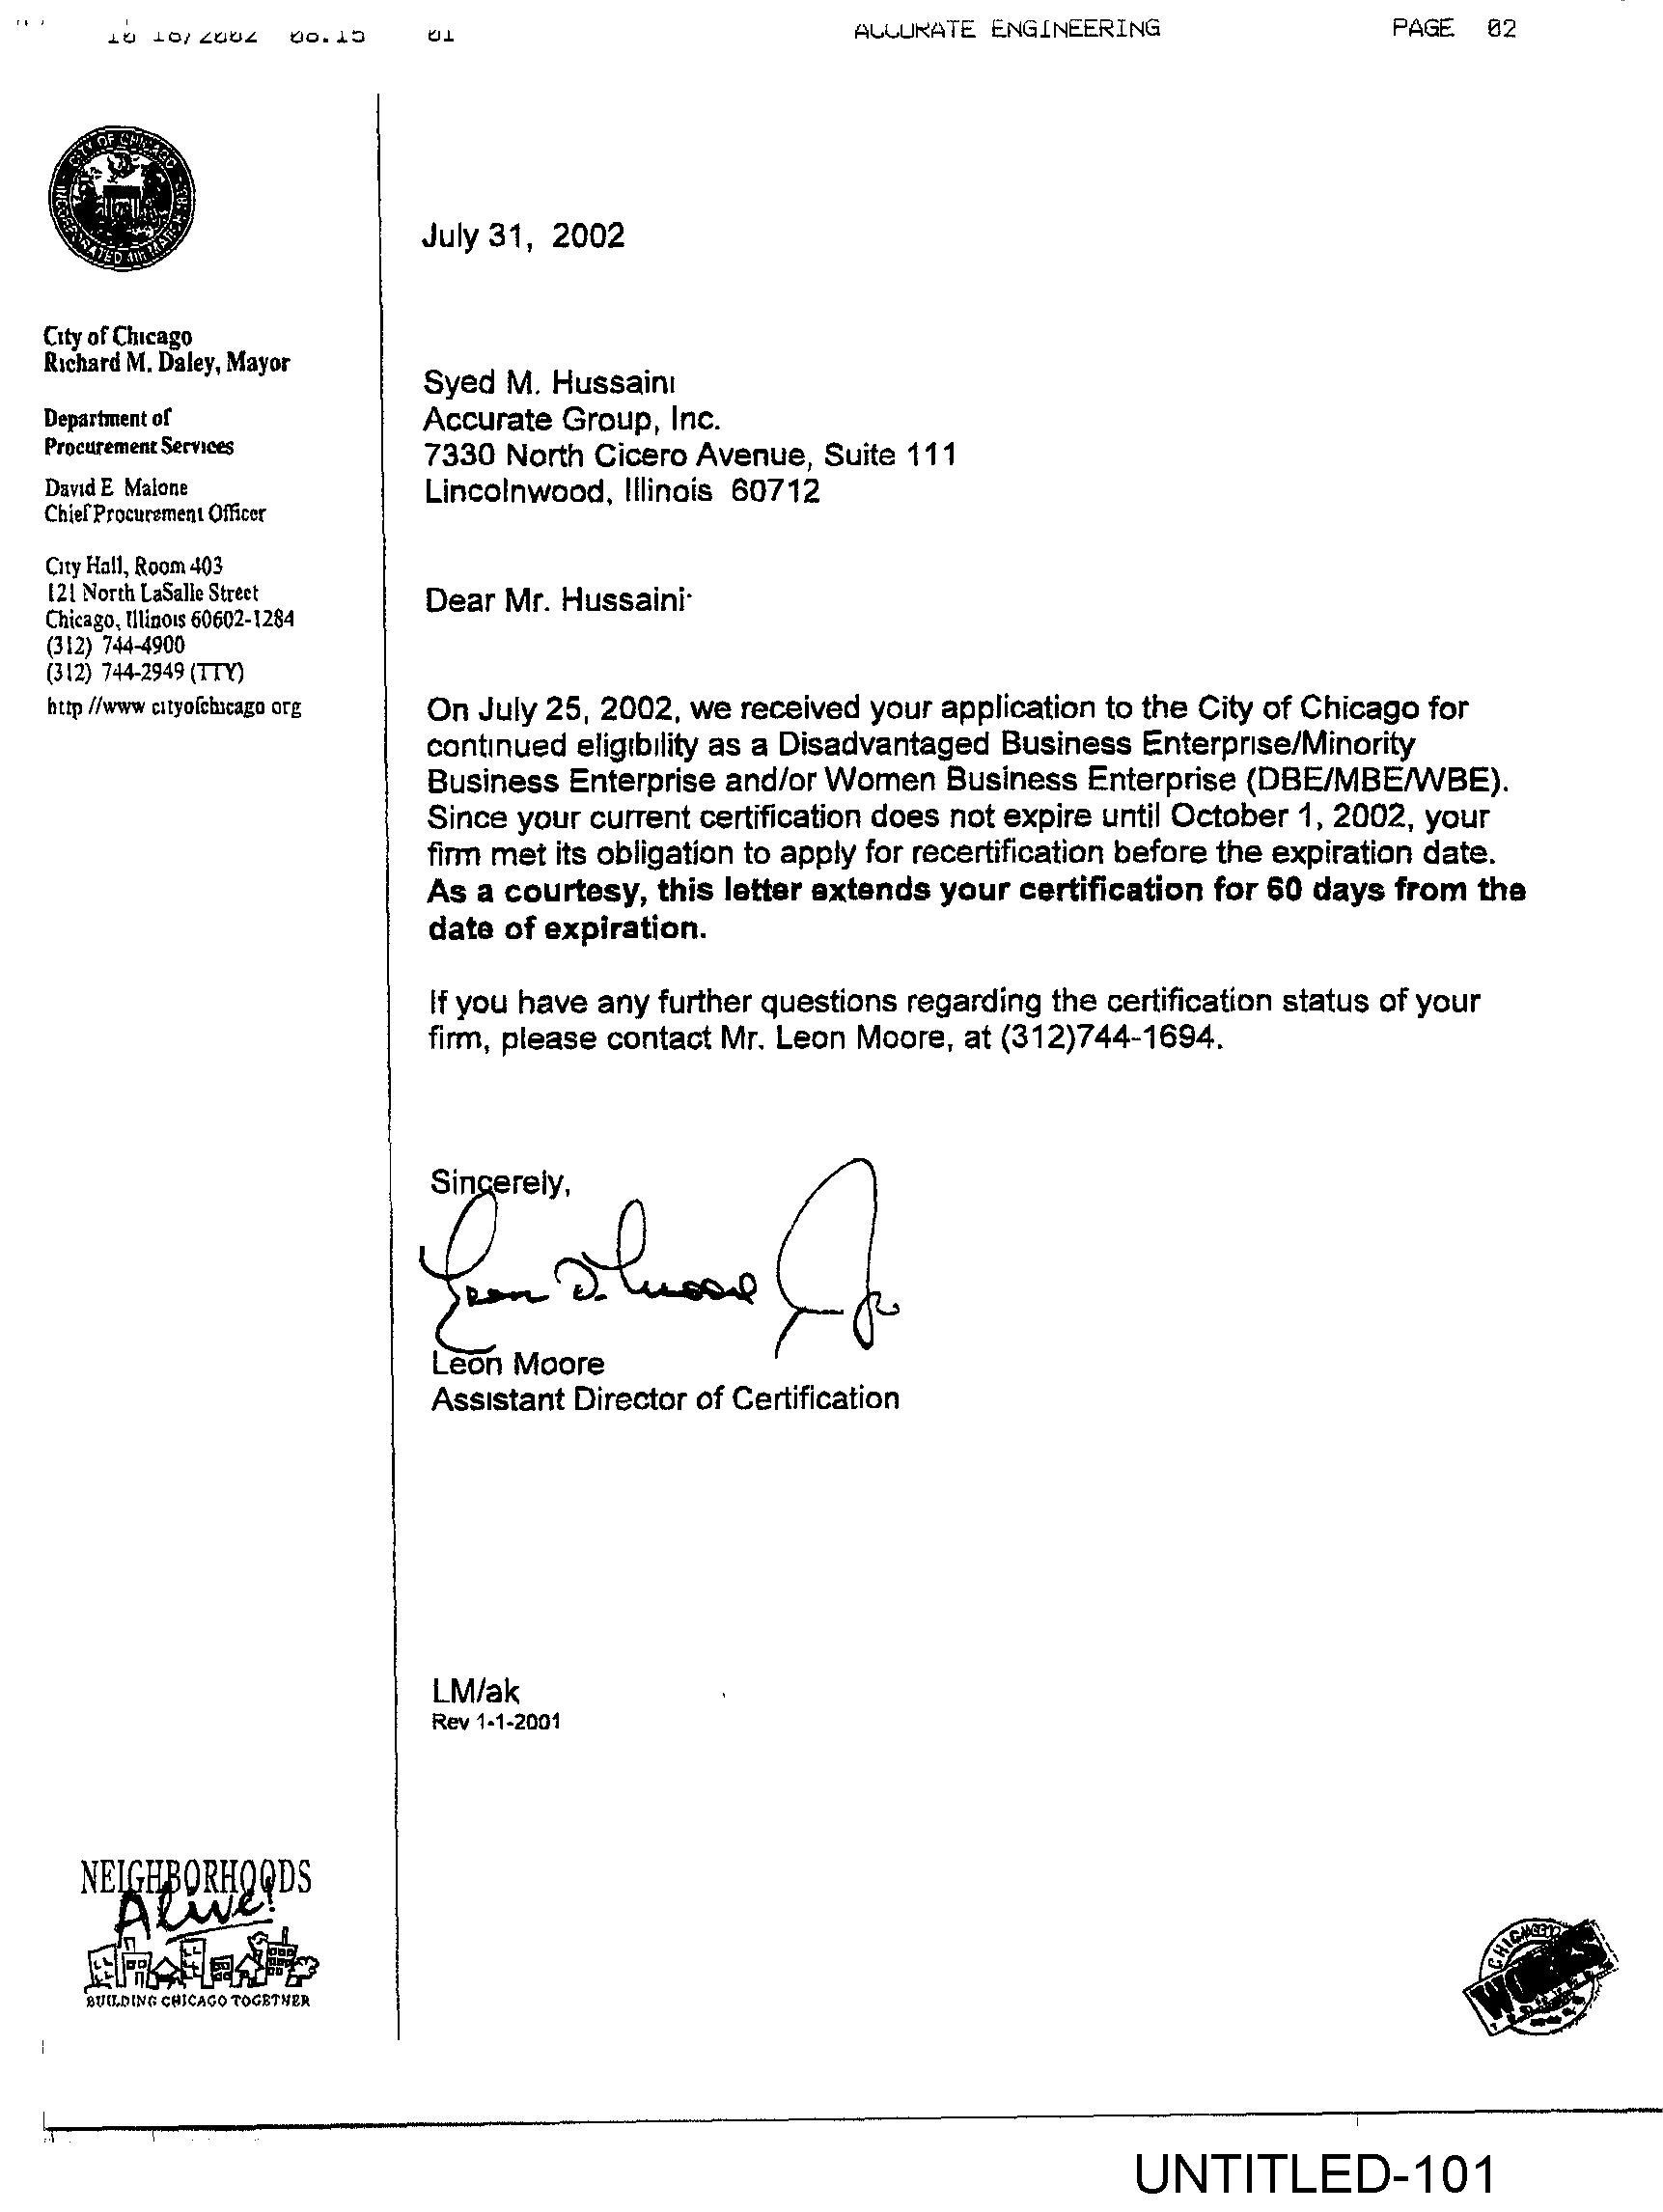 ACCURATE ENGINEERING PAGE 02
City of Chicago
Richard M. Daley, Mayor
Department of
Procurement Services
David E Malone
Chief Procurement Officer
City Hall, Room 403
121 North LaSalle Street
Chicago, Illinois 60602-1284
(312) 744-4900
(312) 744-2949 (TTY)
http //www cityofchicago org
July 31, 2002
Syed M. Hussaini
Accurate Group, Inc.
7330 North Cicero Avenue, Suite 111
Lincolnwood, Illinois 60712
Dear Mr. Hussaini
On July 25, 2002, we received your application to the City of Chicago for
continued eligibility as a Disadvantaged Business Enterprise/Minority
Business Enterprise and/or Women Business Enterprise (DBE/MBE/WBE).
Since your current certification does not expire until October 1, 2002, your
firm met its obligation to apply for recertification before the expiration date.
As a courtesy, this letter extends your certification for 60 days from the
date of expiration.
If you have any further questions regarding the certification status of your
firm, please contact Mr. Leon Moore, at (312)744-1694.
Sincerely,
Leon D. Moore Jr
Leon Moore
Assistant Director of Certification
LM/ak
Rev 1-1-2001
NEIGHBORHOODS
Alive!
BUILDING CHICAGO TOGETHER
CHICAGO
WORKS
UNTITLED-101